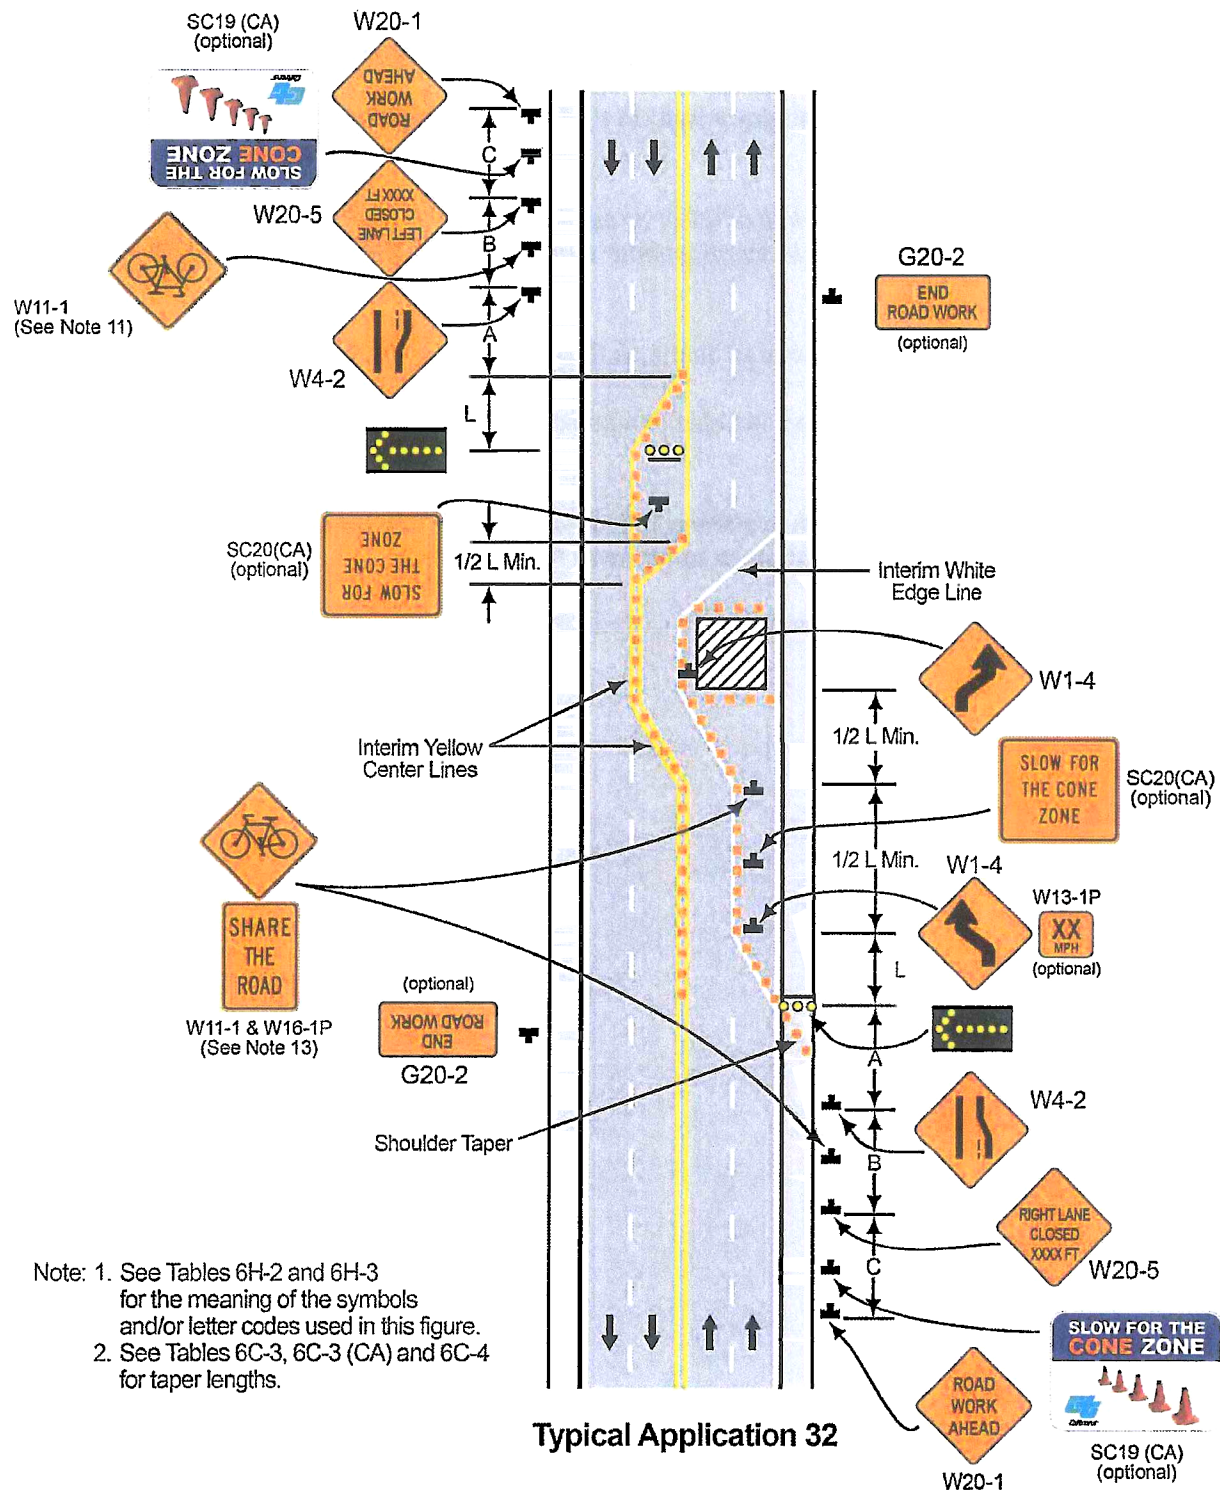 SC19 (CA)
(optional)
W20-1
ROAD
WORK
AHEAD
Caltrans
SLOW FOR THE
CONE ZONE
C
W20-5
LEFT LANE
CLOSED
XXXX FT
B
W11-1
(See Note 11)
G20-2
END
ROAD WORK
(optional)
A
W4-2
L
SC20(CA)
(optional)
SLOW FOR
THE CONE
ZONE
1/2 L Min.
Interim White
Edge Line
W1-4
1/2 L Min.
Interim Yellow
Center Lines
SLOW FOR
THE CONE
ZONE
SC20(CA)
(optional)
1/2 L Min.
W1-4
W13-1P
XX
MPH
(optional)
SHARE
THE
ROAD
W11-1 & W16-1P
(See Note 13)
(optional)
END
ROAD WORK
G20-2
L
A
Shoulder Taper
W4-2
B
RIGHT LANE
CLOSED
XXXX FT
W20-5
C
Note: 1. See Tables 6H-2 and 6H-3
for the meaning of the symbols
and/or letter codes used in this figure.
2. See Tables 6C-3, 6C-3 (CA) and 6C-4
for taper lengths.
SLOW FOR THE
CONE ZONE
Caltrans
SC19 (CA)
(optional)
ROAD
WORK
AHEAD
W20-1
Typical Application 32